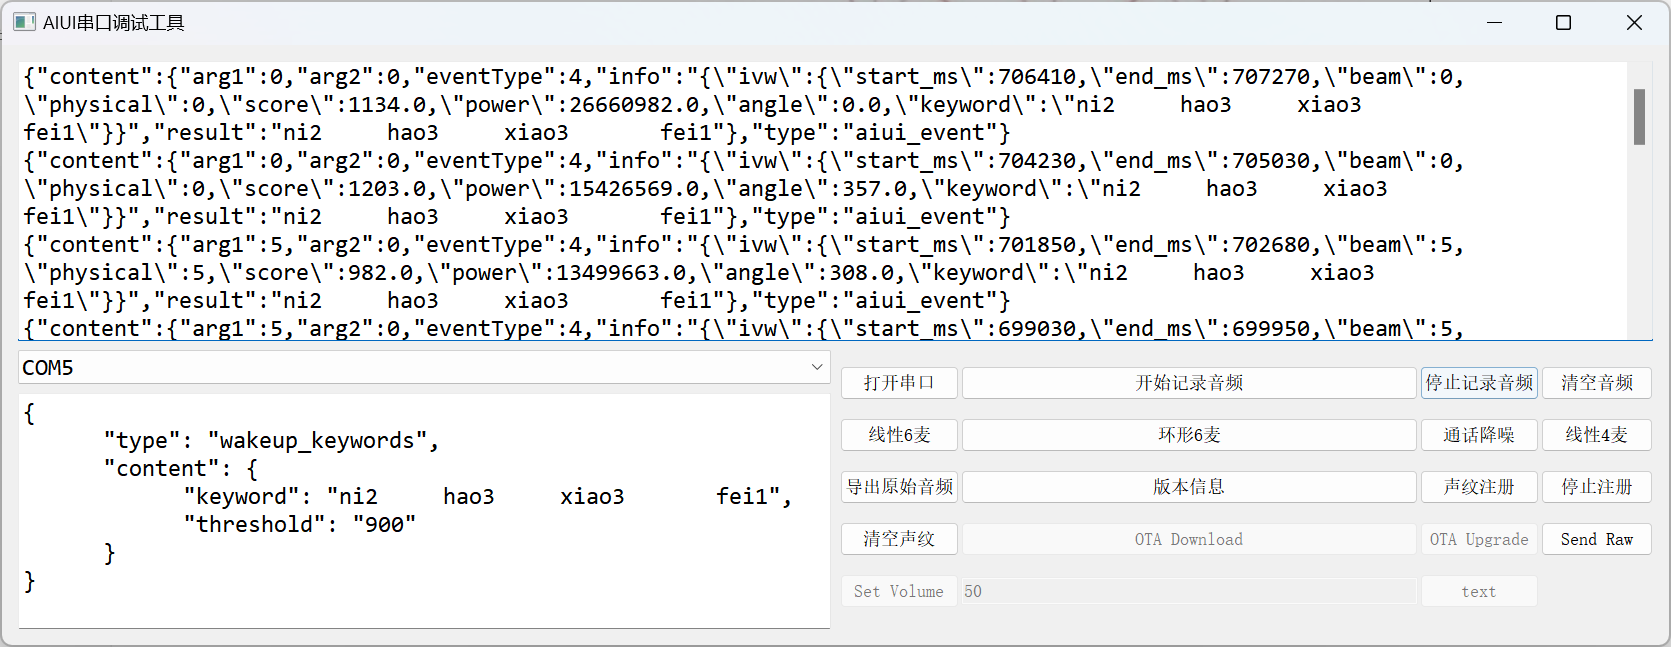 AIUI串口调试工具
{"content":{"arg1":0,"arg2":0,"eventType":4,"info":"{\"ivw\":{\"start_ms\":706410,\"end_ms\":707270,\"beam\":0,
\"physical\":0,\"score\":1134.0,\"power\":26660982.0,\"angle\":0.0,\"keyword\":\"ni2 hao3 xiao3
fei1\"}}","result":"ni2 hao3 xiao3 fei1"},"type":"aiui_event"}
{"content":{"arg1":0,"arg2":0,"eventType":4,"info":"{\"ivw\":{\"start_ms\":704230,\"end_ms\":705030,\"beam\":0,
\"physical\":0,\"score\":1203.0,\"power\":15426569.0,\"angle\":357.0,\"keyword\":\"ni2 hao3 xiao3
fei1\"}}","result":"ni2 hao3 xiao3 fei1"},"type":"aiui_event"}
{"content":{"arg1":5,"arg2":0,"eventType":4,"info":"{\"ivw\":{\"start_ms\":701850,\"end_ms\":702680,\"beam\":5,
\"physical\":5,\"score\":982.0,\"power\":13499663.0,\"angle\":308.0,\"keyword\":\"ni2 hao3 xiao3
fei1\"}}","result":"ni2 hao3 xiao3 fei1"},"type":"aiui_event"}
{"content":{"arg1":5,"arg2":0,"eventType":4,"info":"{\"ivw\":{\"start_ms\":699030,\"end_ms\":699950,\"beam\":5,
COM5
{
"type": "wakeup_keywords",
"content": {
"keyword": "ni2 hao3 xiao3 fei1",
"threshold": "900"
}
}
打开串口 开始记录音频 停止记录音频 清空音频
线性6麦 环形6麦 通话降噪 线性4麦
导出原始音频 版本信息 声纹注册 停止注册
清空声纹 OTA Download OTA Upgrade Send Raw
Set Volume 50 text